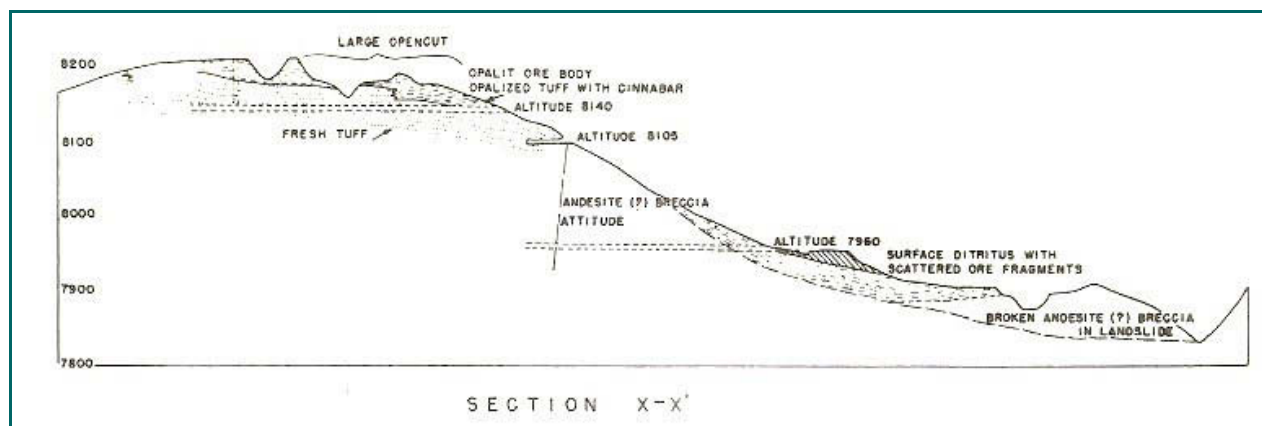 LARGE OPENCUT
8200
OPALIT ORE BODY
OPALIZED TUFF WITH CINNABAR
ALTITUDE 8140
FRESH TUFF
ALTITUDE 8105
8100
ANDESITE (?) BRECCIA
ATTITUDE
8000
ALTITUDE 7960
SURFACE DITRITUS WITH
SCATTERED ORE FRAGMENTS
7900
BROKEN ANDESITE (?) BRECCIA
IN LANDSLIDE
7800
SECTION X-X'